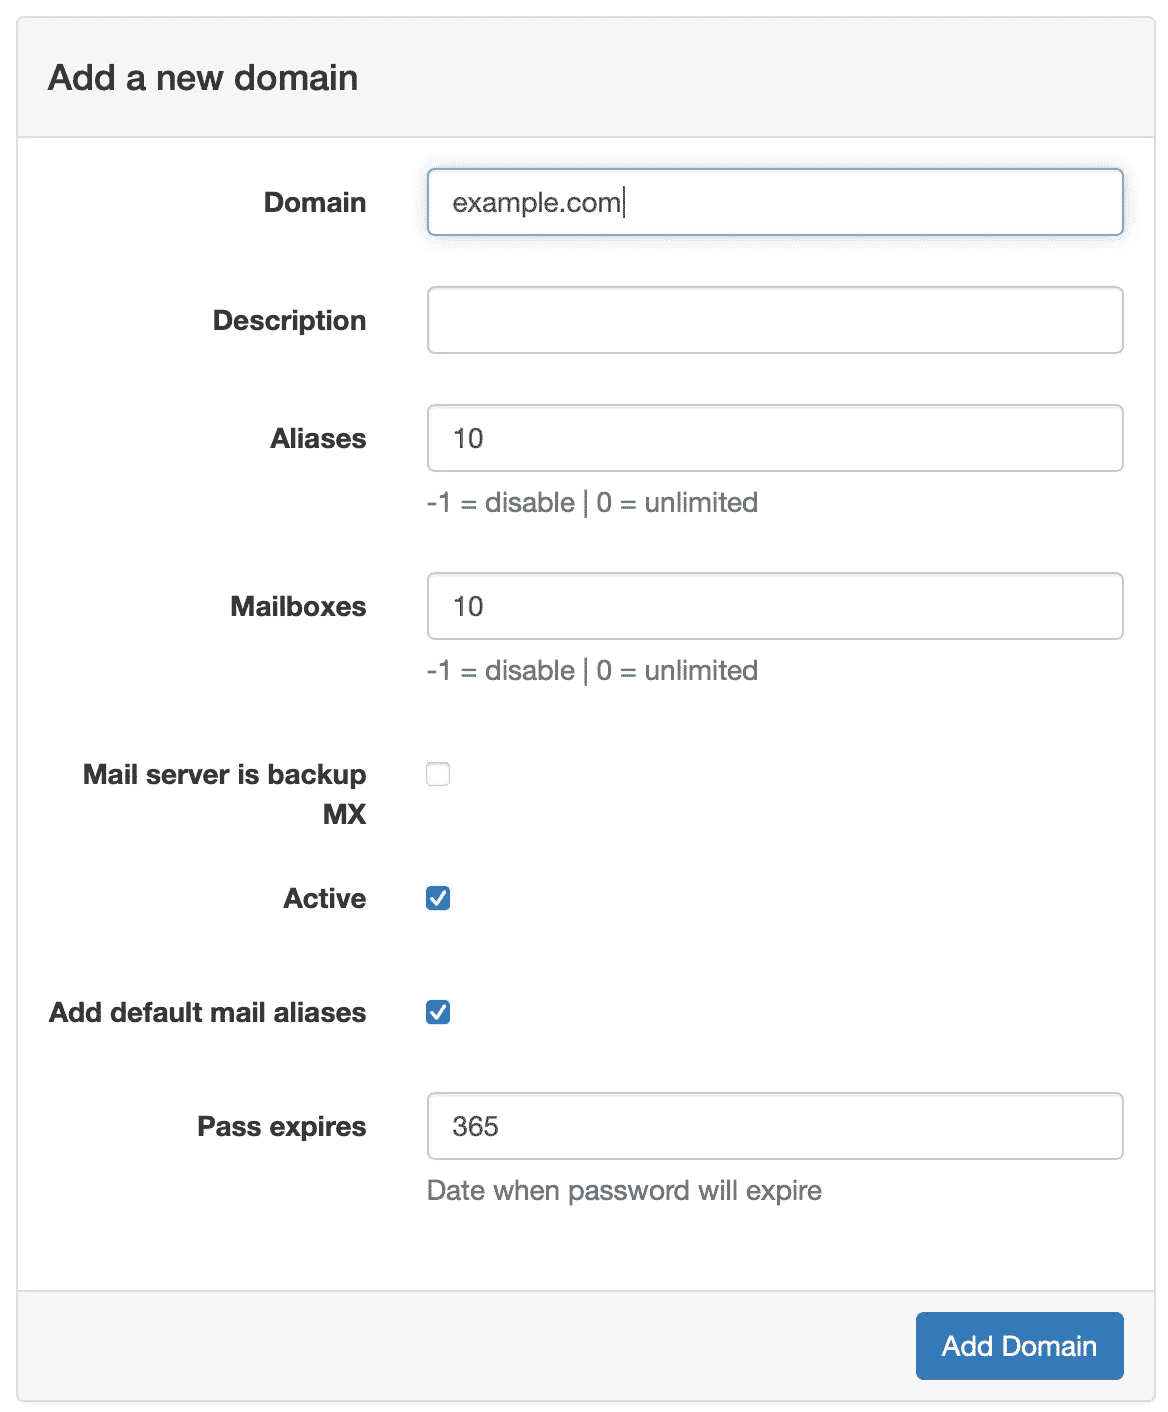 Add a new domain
Domain
example.com
Description
Aliases
10
-1 = disable | 0 = unlimited
Mailboxes
10
-1 = disable | 0 = unlimited
Mail server is backup
MX
Active
Add default mail aliases
Pass expires
365
Date when password will expire
Add Domain